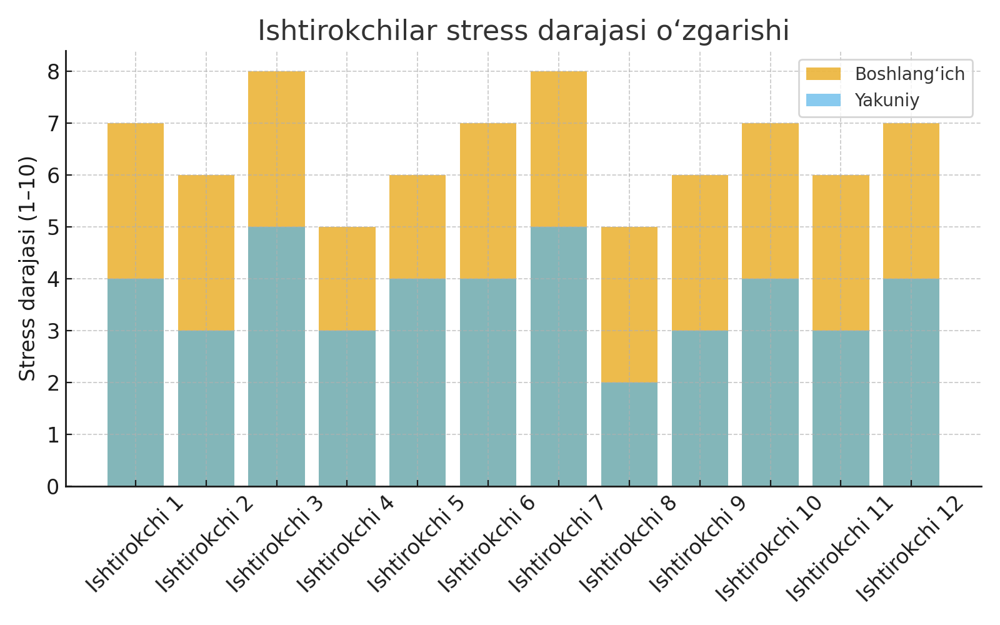 Ishtirokchilar stress darajasi o‘zgarishi
Boshlang‘ich
Yakuniy
Stress darajasi (1–10)
8
7
6
5
4
3
2
1
0
Ishtirokchi 1
Ishtirokchi 2
Ishtirokchi 3
Ishtirokchi 4
Ishtirokchi 5
Ishtirokchi 6
Ishtirokchi 7
Ishtirokchi 8
Ishtirokchi 9
Ishtirokchi 10
Ishtirokchi 11
Ishtirokchi 12